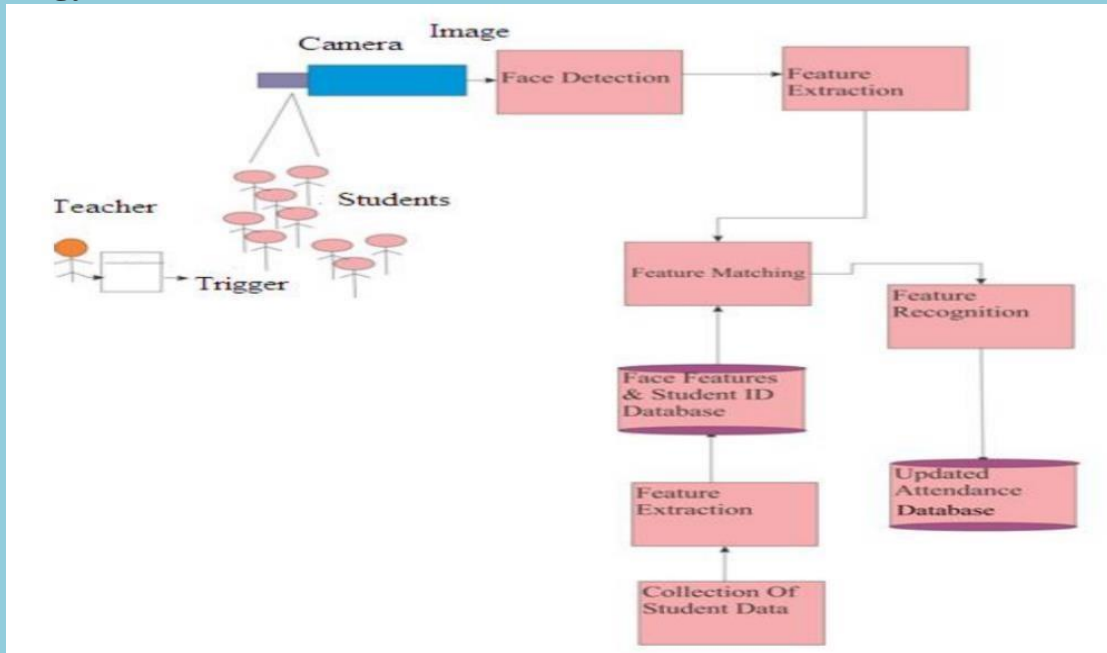 Camera
Image
Face Detection
Feature
Extraction
Teacher
Students
Trigger
Feature Matching
Feature
Recognition
Face Features
& Student ID
Database
Updated
Attendance
Database
Feature
Extraction
Collection Of
Student Data